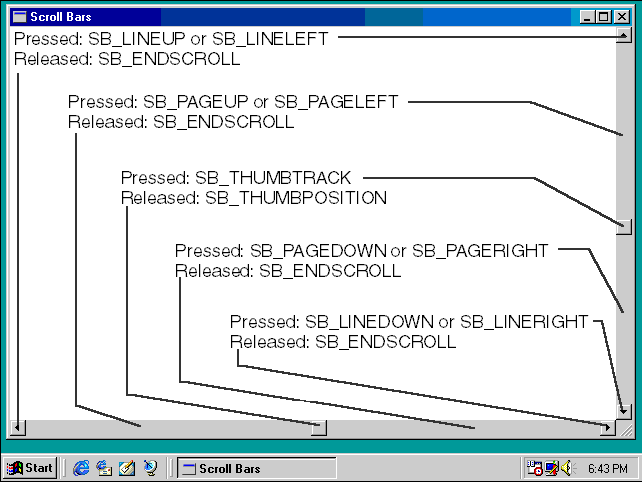 Scroll Bars
Pressed: SB_LINEUP or SB_LINELEFT
Released: SB_ENDSCROLL
Pressed: SB_PAGEUP or SB_PAGELEFT
Released: SB_ENDSCROLL
Pressed: SB_THUMBTRACK
Released: SB_THUMBPOSITION
Pressed: SB_PAGEDOWN or SB_PAGERIGHT
Released: SB_ENDSCROLL
Pressed: SB_LINEDOWN or SB_LINERIGHT
Released: SB_ENDSCROLL
Start
Scroll Bars
6:43 PM